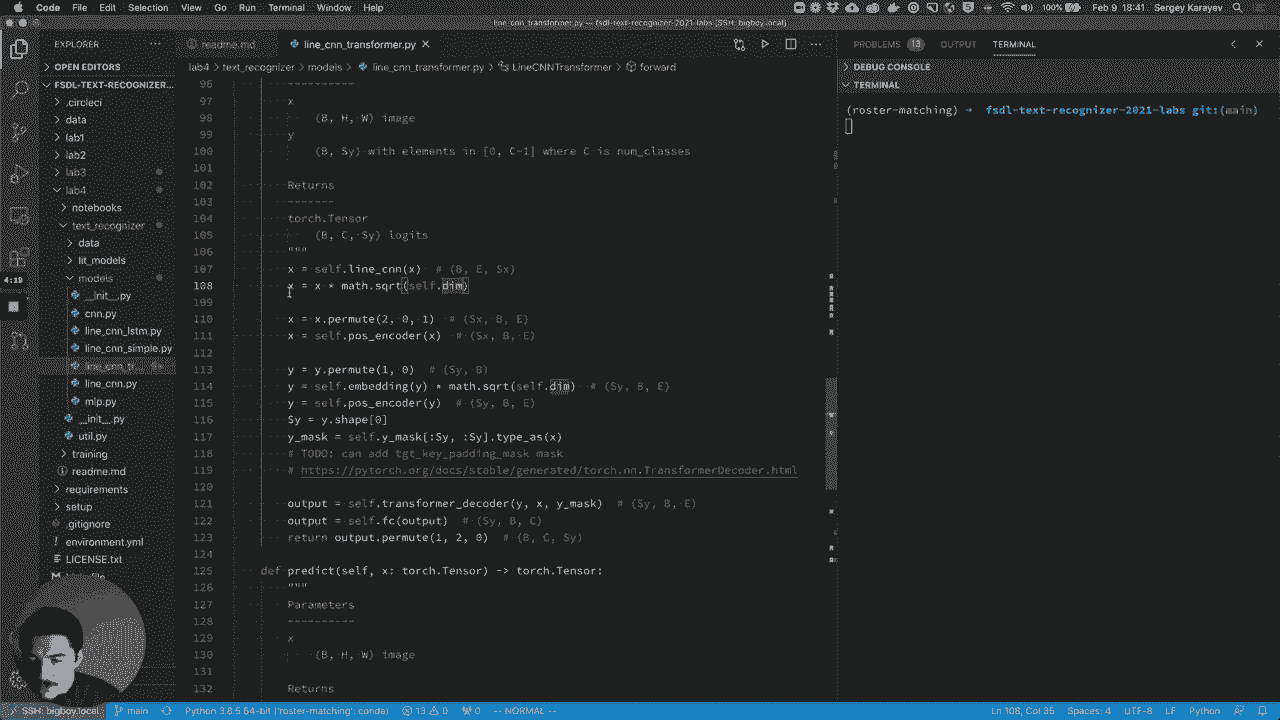 Code File Edit Selection View Go Run Terminal Window Help 100% Feb 9 18:41 Sergey Karayev
line_cnn_transformer.py — fsdl-text-recognizer-2021-labs (SSH: bigboy.local)
EXPLORER
readme.md line_cnn_transformer.py
PROBLEMS 13 OUTPUT TERMINAL
OPEN EDITORS
lab4 > text_recognizer > models > line_cnn_transformer.py > LineCNNTransformer > forward
DEBUG CONSOLE
TERMINAL
(roster-matching) → fsdl-text-recognizer-2021-labs git:(main)
FSDL-TEXT-RECOGNIZER...
.circleci
data
lab1
lab2
lab3
lab4
notebooks
text_recognizer
data
lit_models
models
__init__.py
cnn.py
line_cnn_lstm.py
line_cnn_simple.py
line_cnn_tr...
line_cnn.py
mlp.py
__init__.py
util.py
training
readme.md
requirements
setup
.gitignore
environment.yml
LICENSE.txt
4:19
96 ----------
97 x
98 (B, H, W) image
99 y
100 (B, Sy) with elements in [0, C-1] where C is num_classes
101
102 Returns
103 -------
104 torch.Tensor
105 (B, C, Sy) logits
106 """
107 x = self.line_cnn(x) # (B, E, Sx)
108 x = x * math.sqrt(self.dim)
109
110 x = x.permute(2, 0, 1) # (Sx, B, E)
111 x = self.pos_encoder(x) # (Sx, B, E)
112
113 y = y.permute(1, 0) # (Sy, B)
114 y = self.embedding(y) * math.sqrt(self.dim) # (Sy, B, E)
115 y = self.pos_encoder(y) # (Sy, B, E)
116 Sy = y.shape[0]
117 y_mask = self.y_mask[:Sy, :Sy].type_as(x)
118 # TODO: can add tgt_key_padding_mask mask
119 # https://pytorch.org/docs/stable/generated/torch.nn.TransformerDecoder.html
120
121 output = self.transformer_decoder(y, x, y_mask) # (Sy, B, E)
122 output = self.fc(output) # (Sy, B, C)
123 return output.permute(1, 2, 0) # (B, C, Sy)
124
125 def predict(self, x: torch.Tensor) -> torch.Tensor:
126 """
127 Parameters
128 ----------
129 x
130 (B, H, W) image
131
132 Returns
SSH: bigboy.local main Python 3.8.5 64-bit ('roster-matching': conda) 13 0 0 -- NORMAL -- Ln 108, Col 35 Spaces: 4 UTF-8 LF Python